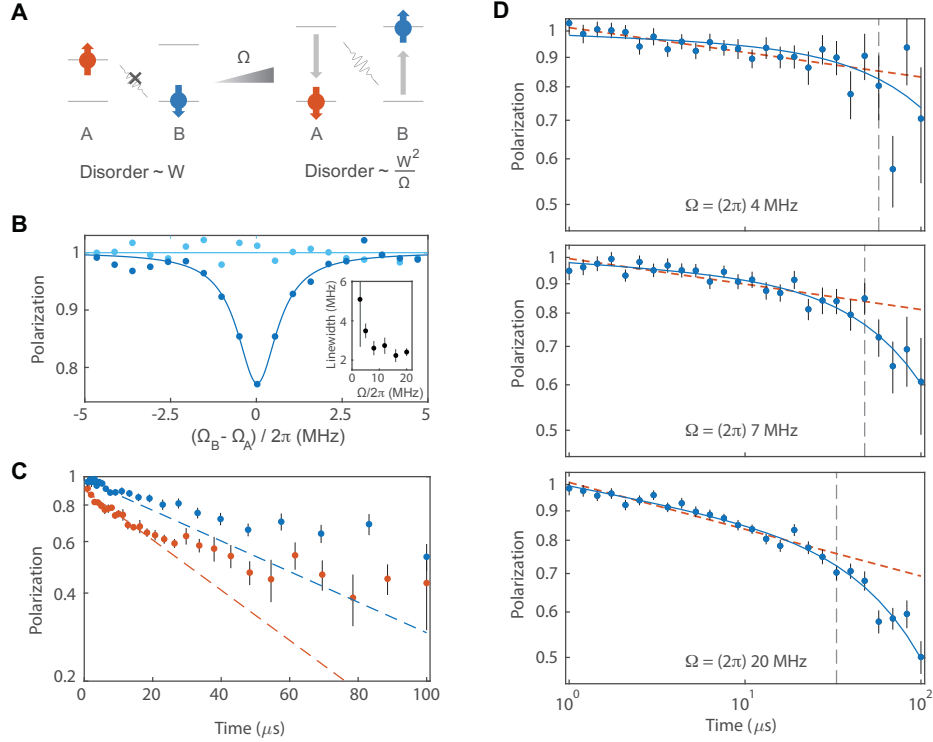 A
Ω
A
B
A
B
Disorder ~ W
Disorder ~ W²/Ω
B
Polarization
1
0.9
0.8
-5
-2.5
0
2.5
5
(Ω_B - Ω_A) / 2π (MHz)
Linewidth (MHz)
6
4
2
0
10
20
Ω/2π (MHz)
C
Polarization
1
0.8
0.6
0.4
0.2
0
20
40
60
80
100
Time (μs)
D
Polarization
1
0.9
0.8
0.7
0.6
0.5
Ω = (2π) 4 MHz
Polarization
1
0.9
0.8
0.7
0.6
0.5
Ω = (2π) 7 MHz
Polarization
1
0.9
0.8
0.7
0.6
0.5
Ω = (2π) 20 MHz
10⁰
10¹
10²
Time (μs)